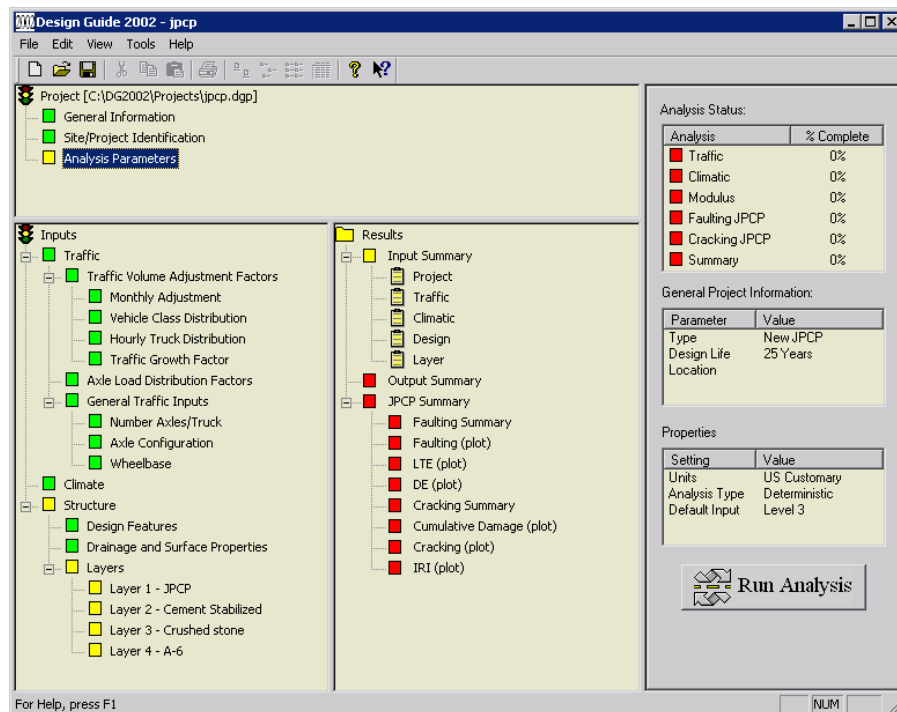 Design Guide 2002 - jpcp
File Edit View Tools Help
Project [C:\DG2002\Projects\jpcp.dgp]
General Information
Site/Project Identification
Analysis Parameters
Inputs
Traffic
Traffic Volume Adjustment Factors
Monthly Adjustment
Vehicle Class Distribution
Hourly Truck Distribution
Traffic Growth Factor
Axle Load Distribution Factors
General Traffic Inputs
Number Axles/Truck
Axle Configuration
Wheelbase
Climate
Structure
Design Features
Drainage and Surface Properties
Layers
Layer 1 - JPCP
Layer 2 - Cement Stabilized
Layer 3 - Crushed stone
Layer 4 - A-6
Results
Input Summary
Project
Traffic
Climatic
Design
Layer
Output Summary
JPCP Summary
Faulting Summary
Faulting (plot)
LTE (plot)
DE (plot)
Cracking Summary
Cumulative Damage (plot)
Cracking (plot)
IRI (plot)
Analysis Status:
Analysis % Complete
Traffic 0%
Climatic 0%
Modulus 0%
Faulting JPCP 0%
Cracking JPCP 0%
Summary 0%
General Project Information:
Parameter Value
Type New JPCP
Design Life 25 Years
Location
Properties
Setting Value
Units US Customary
Analysis Type Deterministic
Default Input Level 3
Run Analysis
For Help, press F1
NUM